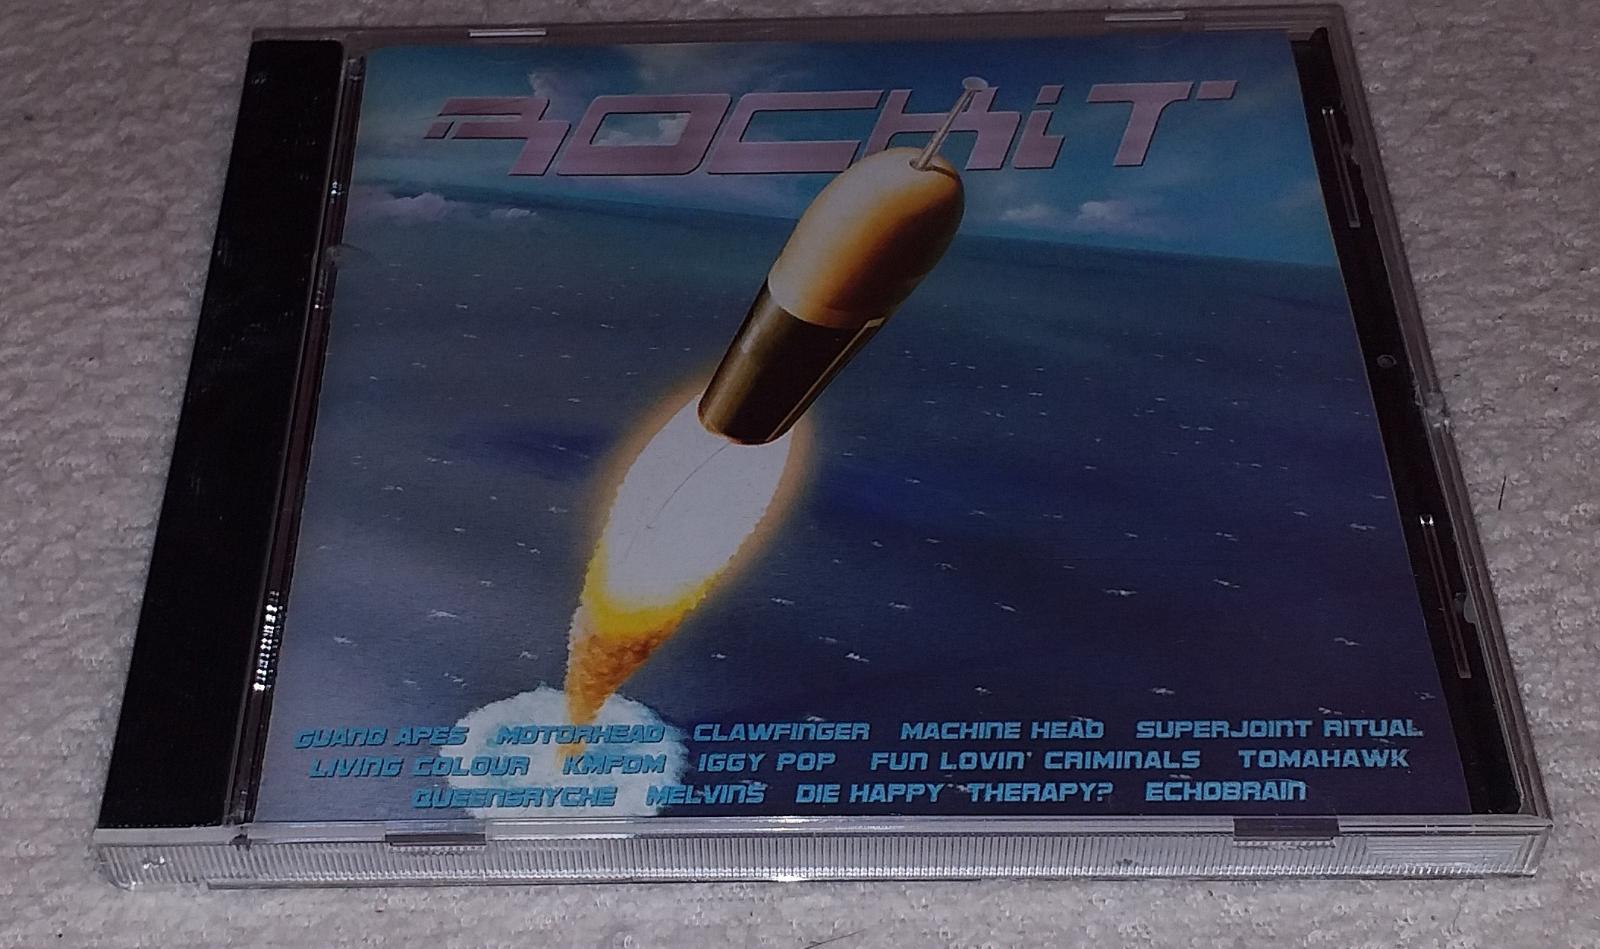 ROCKiT
GUANO APES MOTORHEAD CLAWFINGER MACHINE HEAD SUPERJOINT RITUAL
LIVING COLOUR KMFDM IGGY POP FUN LOVIN' CRIMINALS TOMAHAWK
QUEENSRYCHE MELVINS DIE HAPPY THERAPY? ECHOBRAIN